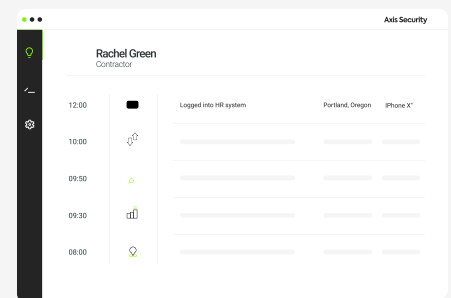 Axis Security
Rachel Green
Contractor
12:00 Logged into HR system Portland, Oregon IPhone X"
10:00
09:50
09:30
08:00